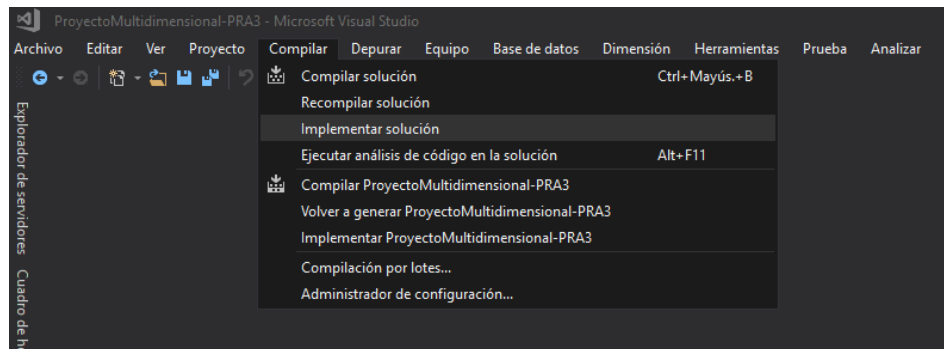 ProyectoMultidimensional-PRA3 - Microsoft Visual Studio
Archivo Editar Ver Proyecto Compilar Depurar Equipo Base de datos Dimensión Herramientas Prueba Analizar
Compilar solución Ctrl+Mayús.+B
Recompilar solución
Implementar solución
Ejecutar análisis de código en la solución Alt+F11
Compilar ProyectoMultidimensional-PRA3
Volver a generar ProyectoMultidimensional-PRA3
Implementar ProyectoMultidimensional-PRA3
Compilación por lotes...
Administrador de configuración...
Explorador de servidores
Cuadro de